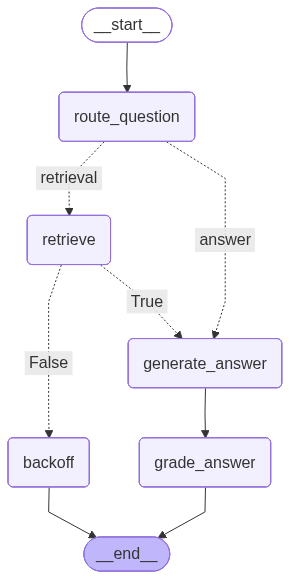 __start__
route_question
retrieval
retrieve
answer
True
generate_answer
False
backoff
grade_answer
__end__